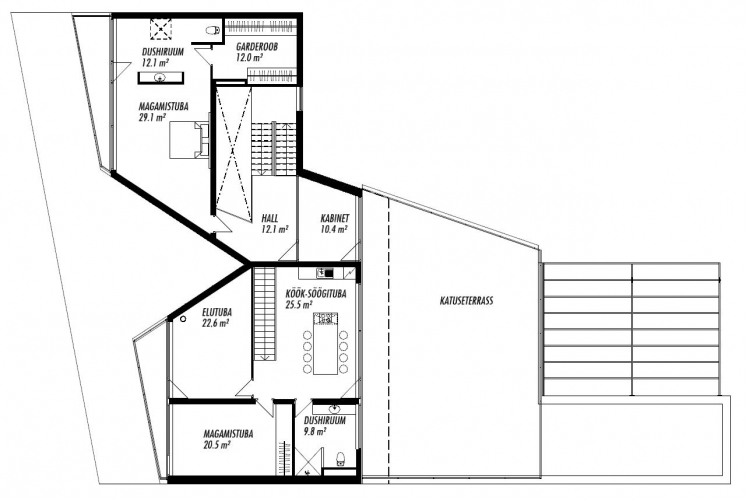 DUSHIRUUM
12.1 m²
GARDEROOB
12.0 m²
MAGAMISTUBA
29.1 m²
HALL
12.1 m²
KABINET
10.4 m²
KÖÖK-SÖÖGITUBA
25.5 m²
ELUTUBA
22.6 m²
KATUSETERRASS
MAGAMISTUBA
20.5 m²
DUSHIRUUM
9.8 m²